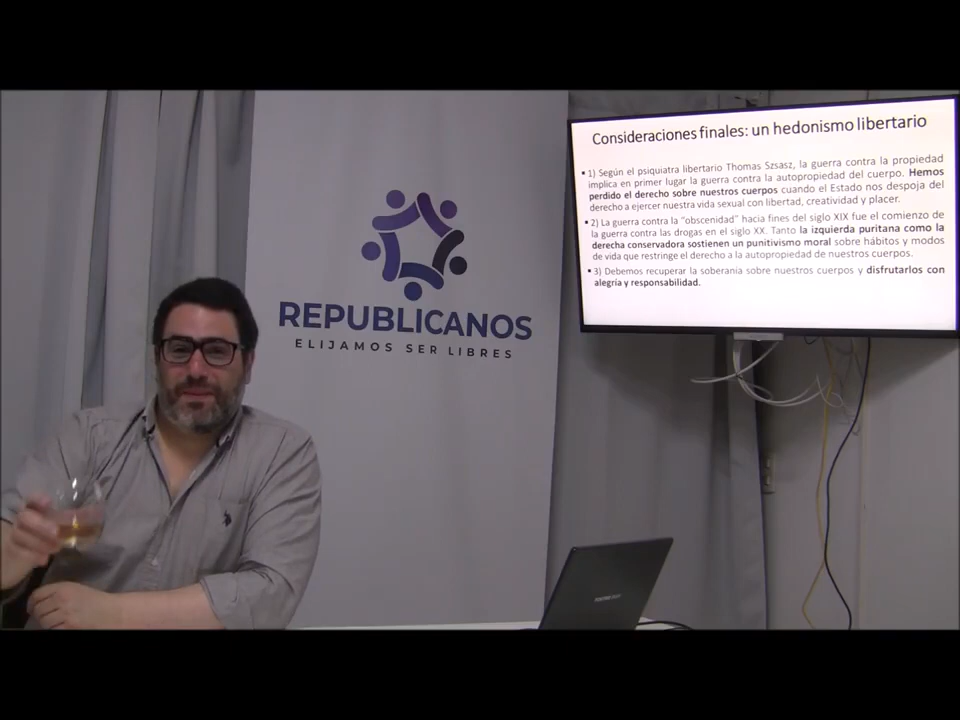 REPUBLICANOS
ELIJAMOS SER LIBRES
Consideraciones finales: un hedonismo libertario
▪ 1) Según el psiquiatra libertario Thomas Szsasz, la guerra contra la propiedad
implica en primer lugar la guerra contra la autopropiedad del cuerpo. Hemos
perdido el derecho sobre nuestros cuerpos cuando el Estado nos despoja del
derecho a ejercer nuestra vida sexual con libertad, creatividad y placer.
▪ 2) La guerra contra la "obscenidad" hacia fines del siglo XIX fue el comienzo de
la guerra contra las drogas en el siglo XX. Tanto la izquierda puritana como la
derecha conservadora sostienen un punitivismo moral sobre hábitos y modos
de vida que restringe el derecho a la autopropiedad de nuestros cuerpos.
▪ 3) Debemos recuperar la soberania sobre nuestros cuerpos y disfrutarlos con
alegria y responsabilidad.